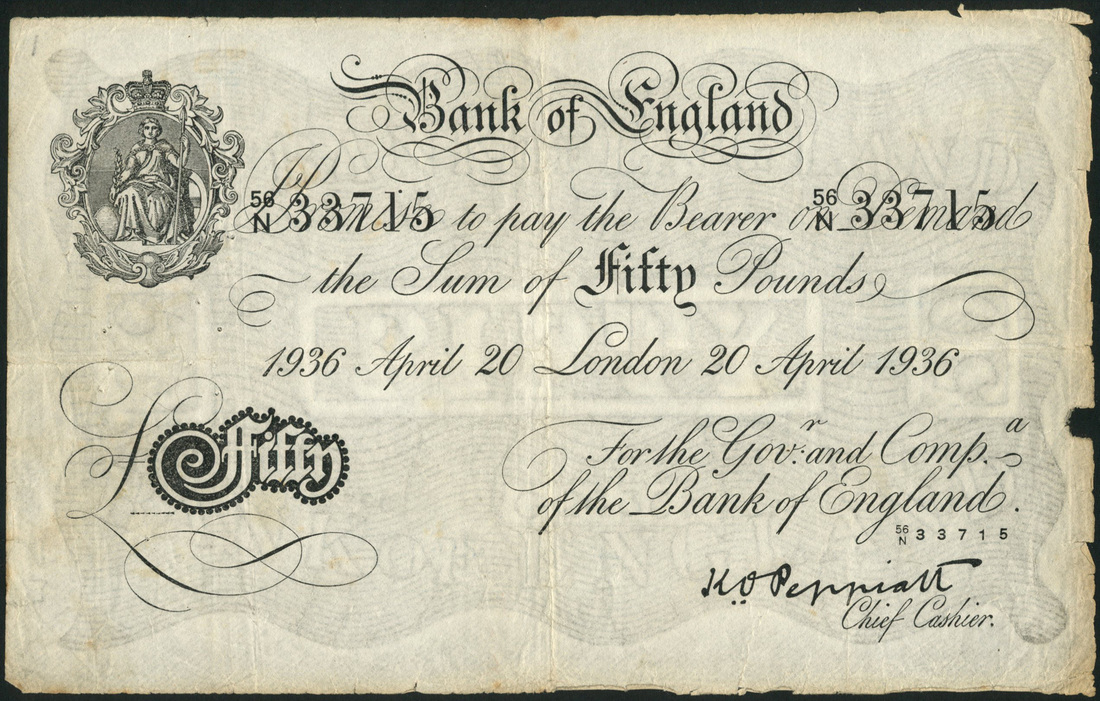 Bank of England
56/N 33715 56/N 33715
I Promise to pay the Bearer on Demand
the Sum of Fifty Pounds
1936 April 20 London 20 April 1936
For the Govr: and Compa.
£ Fifty
of the Bank of England.
56/N 33715
K.O. Peppiatt
Chief Cashier.